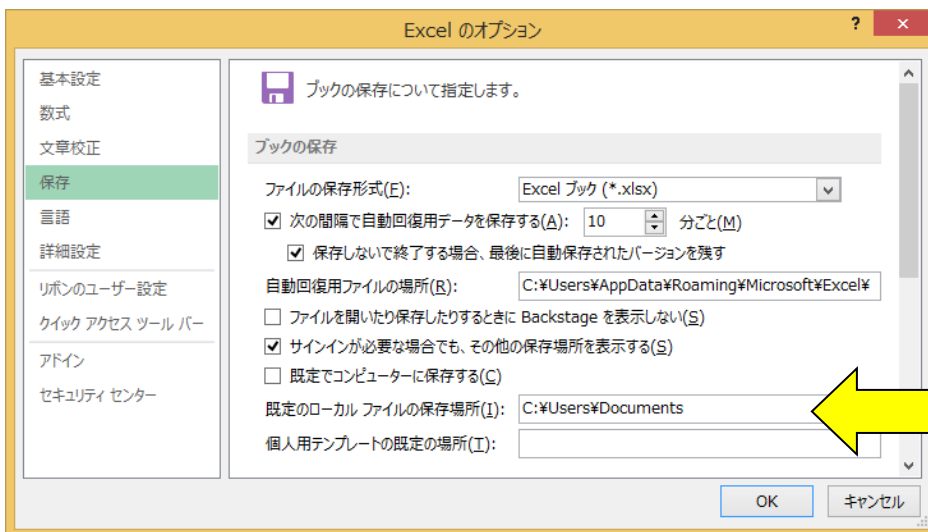 Excel のオプション
?
×
基本設定
数式
文章校正
保存
言語
詳細設定
リボンのユーザー設定
クイック アクセス ツール バー
アドイン
セキュリティ センター
ブックの保存について指定します。
ブックの保存
ファイルの保存形式(F): Excel ブック (*.xlsx)
次の間隔で自動回復用データを保存する(A): 10 分ごと(M)
保存しないで終了する場合、最後に自動保存されたバージョンを残す
自動回復用ファイルの場所(R): C:¥Users¥AppData¥Roaming¥Microsoft¥Excel¥
ファイルを開いたり保存したりするときに Backstage を表示しない(S)
サインインが必要な場合でも、その他の保存場所を表示する(S)
既定でコンピューターに保存する(C)
既定のローカル ファイルの保存場所(I): C:¥Users¥Documents
個人用テンプレートの既定の場所(T):
OK キャンセル